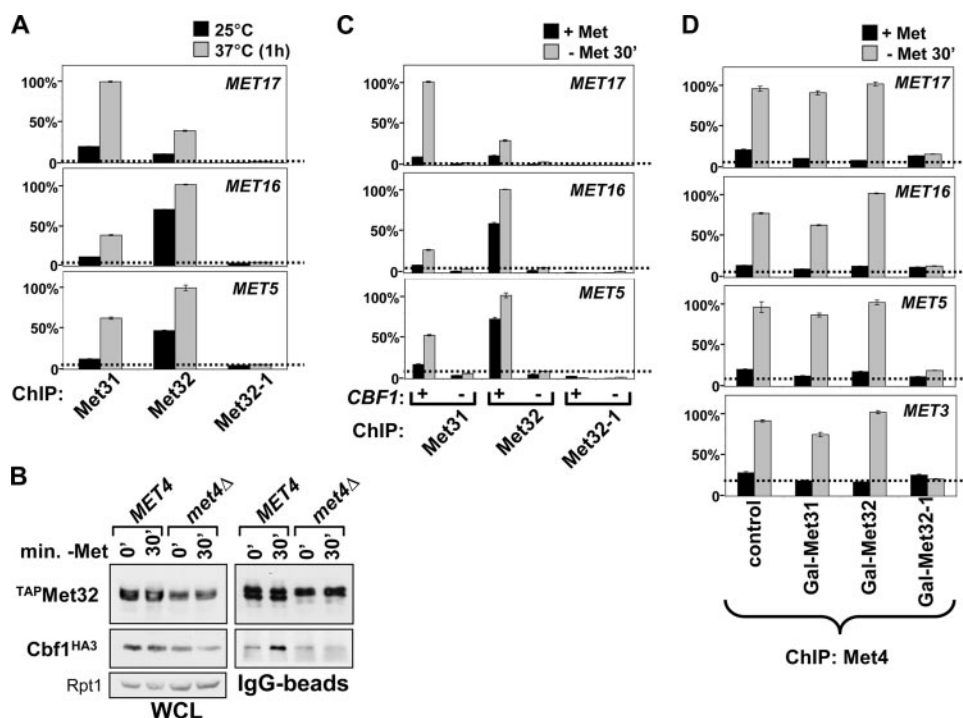 A
25°C
37°C (1h)
100%
50%
0
MET17
100%
50%
0
MET16
100%
50%
0
MET5
ChIP:
Met31
Met32
Met32-1
B
MET4
met4Δ
MET4
met4Δ
min. -Met
0'
30'
0'
30'
0'
30'
0'
30'
TAPMet32
Cbf1HA3
Rpt1
WCL
IgG-beads
C
+ Met
- Met 30'
100%
50%
0
MET17
100%
50%
0
MET16
100%
50%
0
MET5
CBF1:
+ - + - + -
ChIP:
Met31
Met32
Met32-1
D
+ Met
- Met 30'
100%
50%
0
MET17
100%
50%
0
MET16
100%
50%
0
MET5
100%
50%
0
MET3
control
Gal-Met31
Gal-Met32
Gal-Met32-1
ChIP: Met4